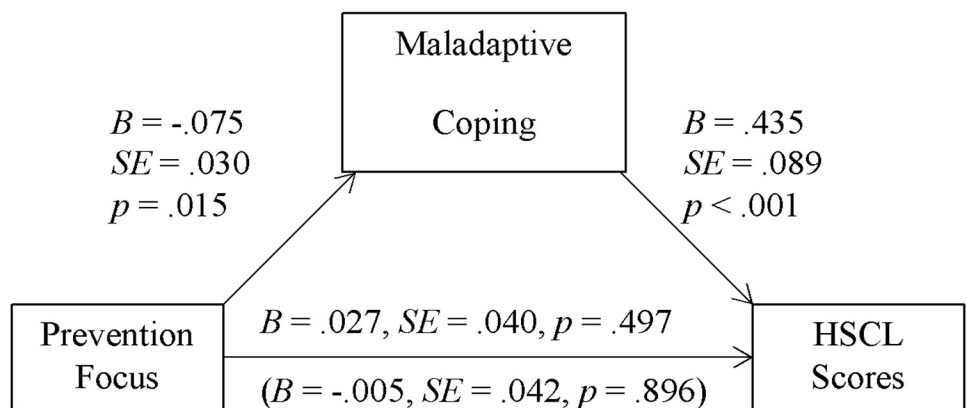 Maladaptive
Coping
B = -.075
SE = .030
p = .015
B = .435
SE = .089
p < .001
Prevention
Focus
B = .027, SE = .040, p = .497
(B = -.005, SE = .042, p = .896)
HSCL
Scores